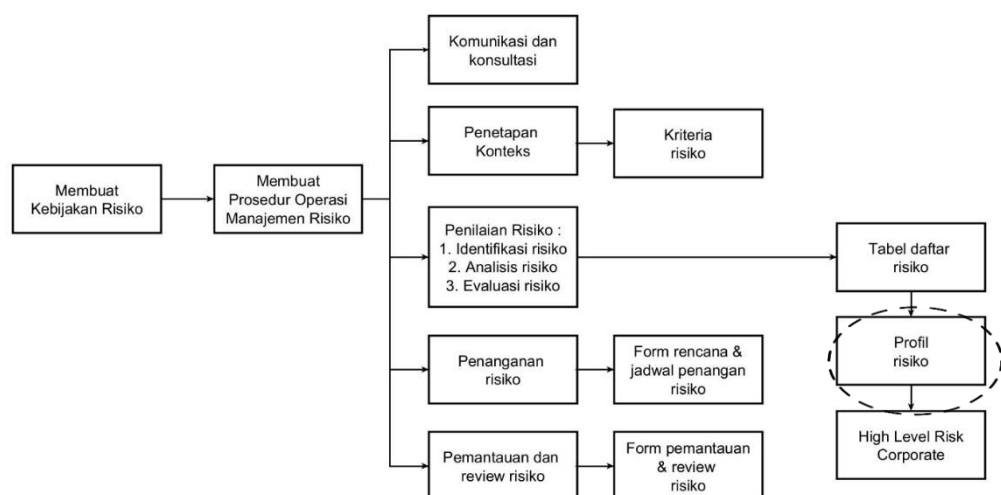 Komunikasi dan
konsultasi
Penetapan
Konteks
Kriteria
risiko
Membuat
Kebijakan Risiko
Membuat
Prosedur Operasi
Manajemen Risiko
Penilaian Risiko :
1. Identifikasi risiko
2. Analisis risiko
3. Evaluasi risiko
Tabel daftar
risiko
Profil
risiko
High Level Risk
Corporate
Penanganan
risiko
Form rencana &
jadwal penangan
risiko
Pemantauan dan
review risiko
Form pemantauan
& review
risiko